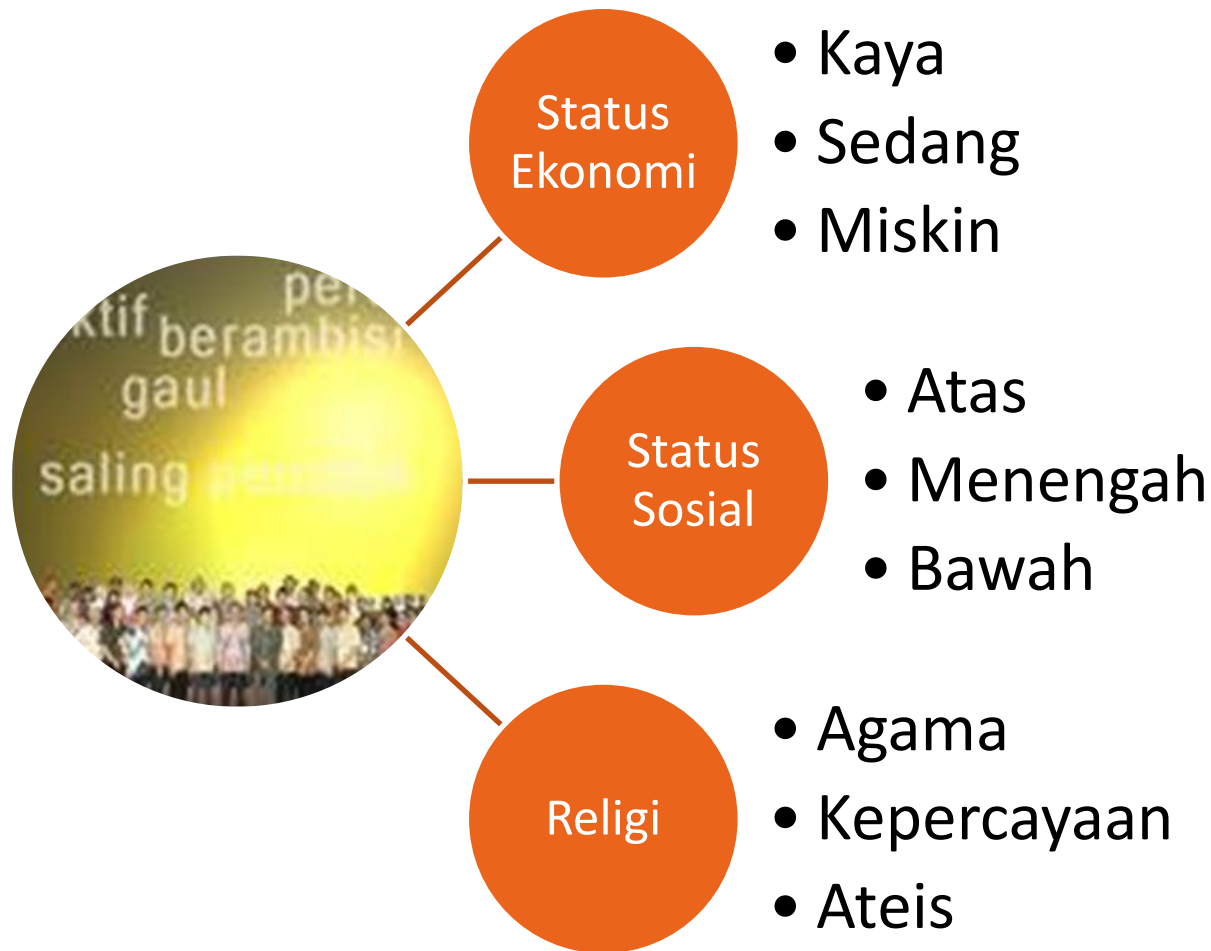 Status
Ekonomi
• Kaya
• Sedang
• Miskin
berambisi
gaul
saling
Status
Sosial
• Atas
• Menengah
• Bawah
Religi
• Agama
• Kepercayaan
• Ateis